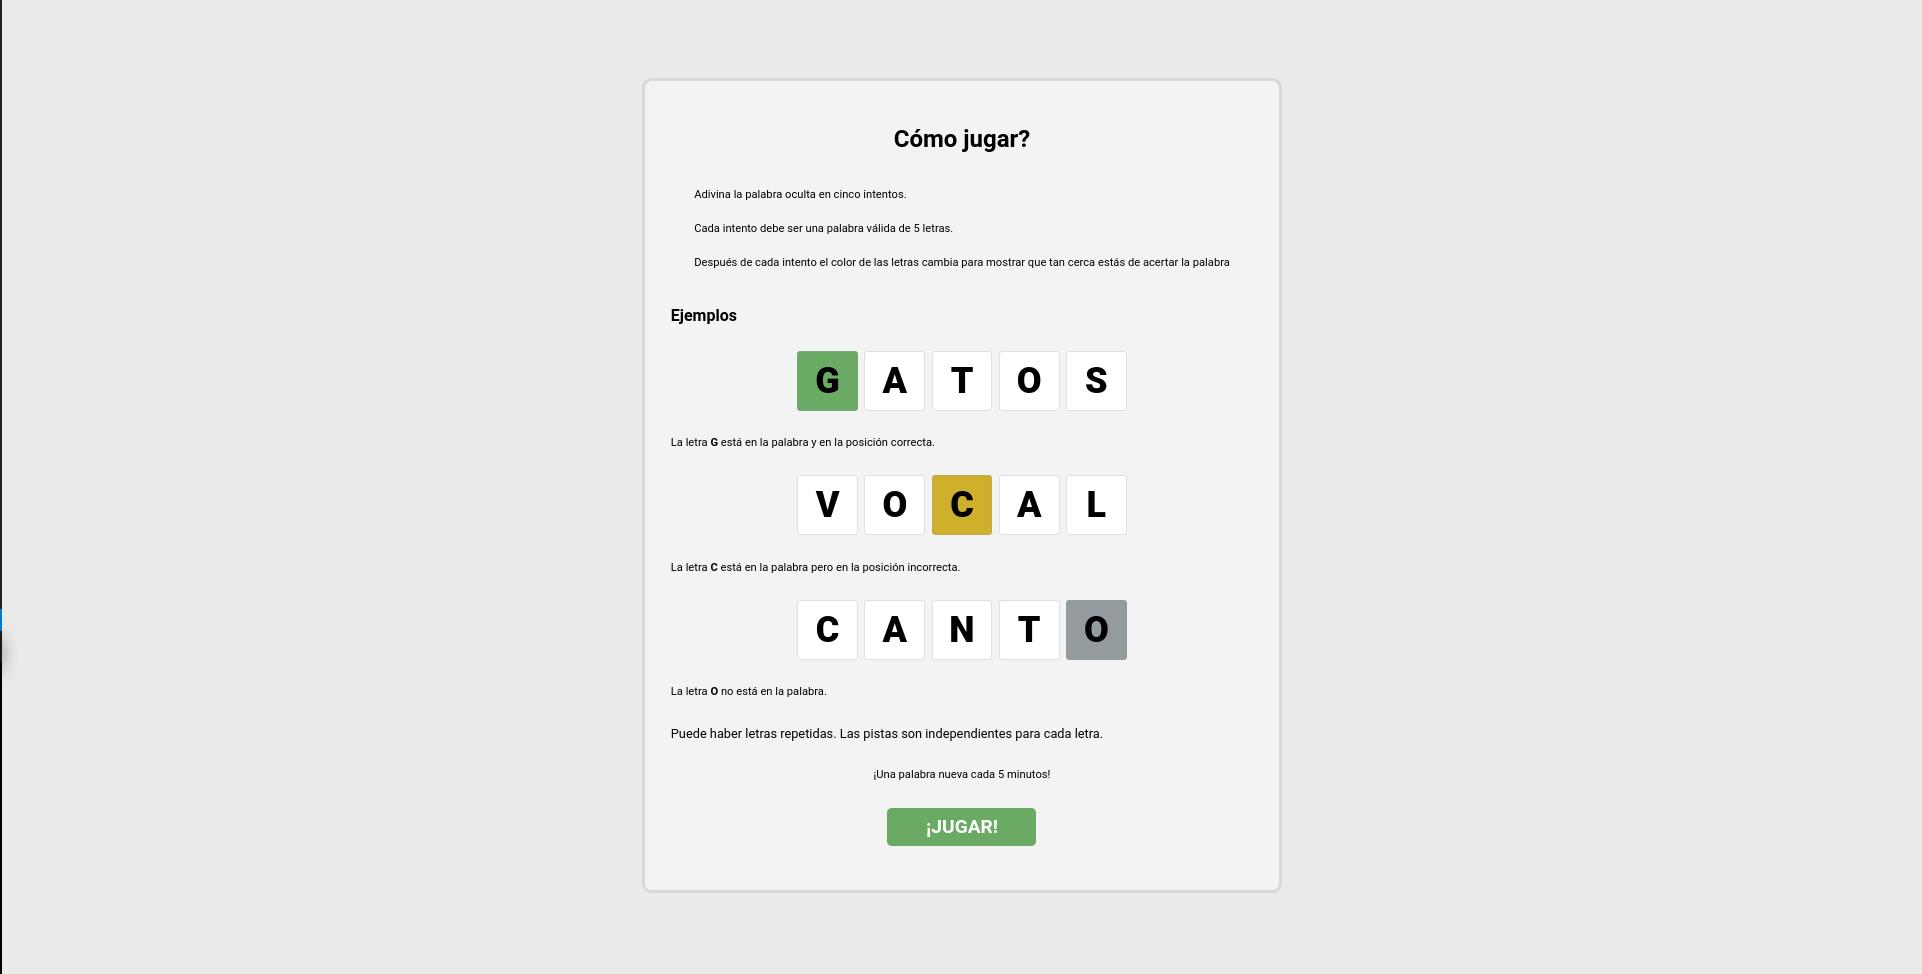 Cómo jugar?
Adivina la palabra oculta en cinco intentos.
Cada intento debe ser una palabra válida de 5 letras.
Después de cada intento el color de las letras cambia para mostrar que tan cerca estás de acertar la palabra
Ejemplos
G A T O S
La letra G está en la palabra y en la posición correcta.
V O C A L
La letra C está en la palabra pero en la posición incorrecta.
C A N T O
La letra O no está en la palabra.
Puede haber letras repetidas. Las pistas son independientes para cada letra.
¡Una palabra nueva cada 5 minutos!
¡JUGAR!